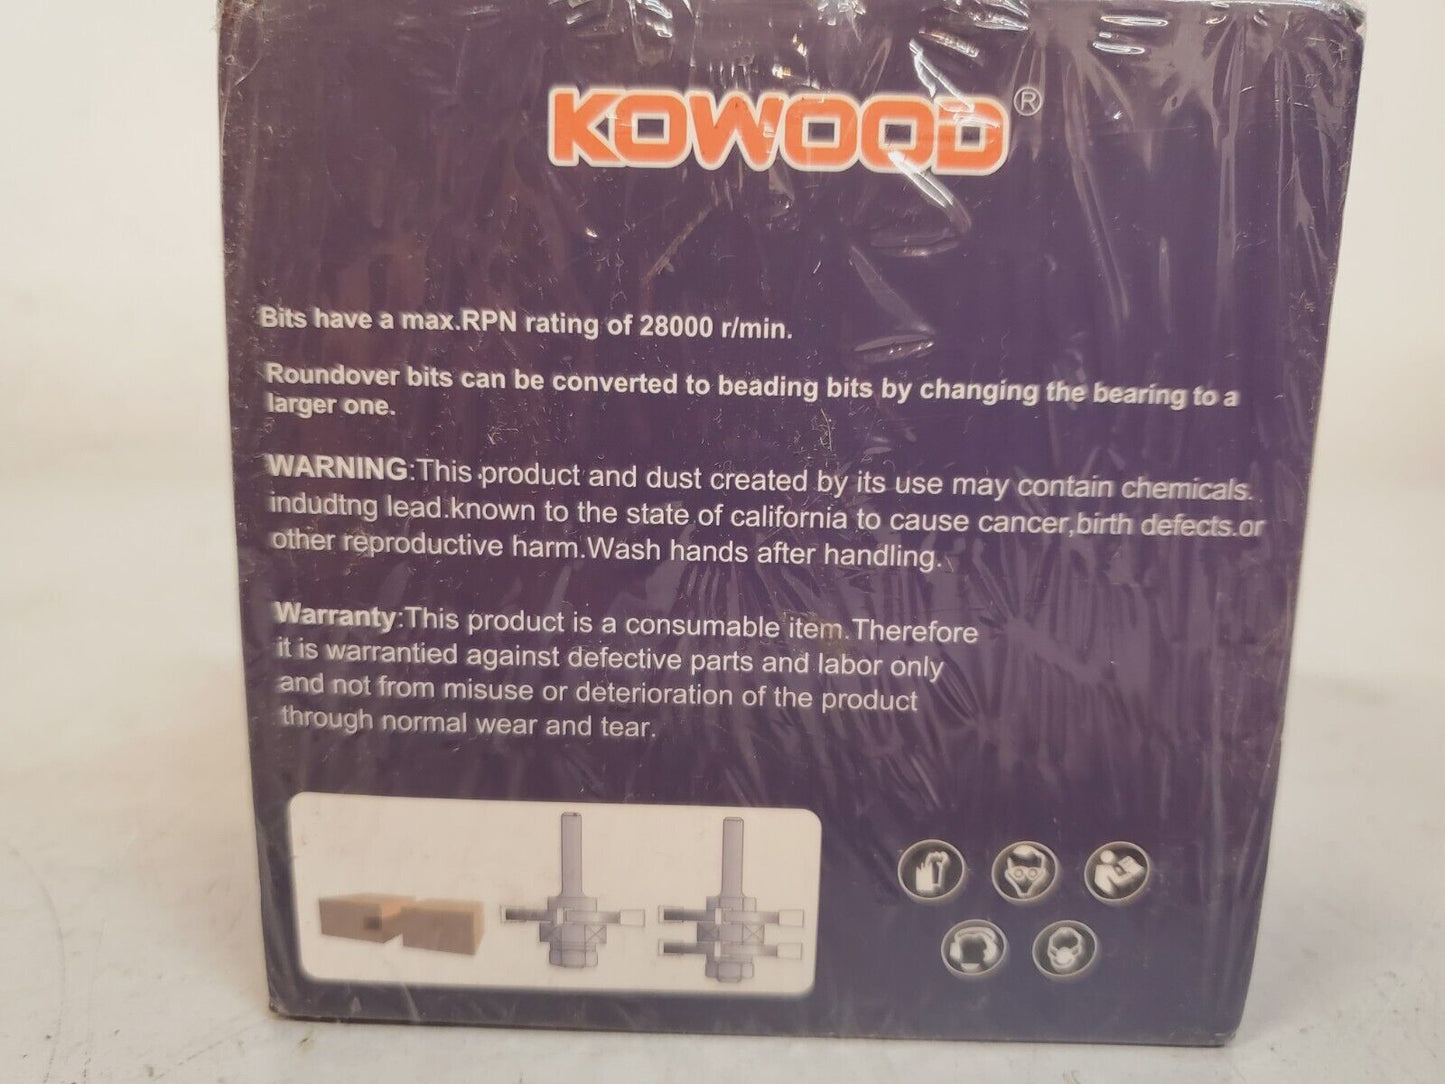 KOWOOD®
Bits have a max.RPN rating of 28000 r/min.
Roundover bits can be converted to beading bits by changing the bearing to a
larger one.
WARNING:This product and dust created by its use may contain chemicals.
indudtng lead.known to the state of california to cause cancer,birth defects.or
other reproductive harm.Wash hands after handling.
Warranty:This product is a consumable item.Therefore
it is warrantied against defective parts and labor only
and not from misuse or deterioration of the product
through normal wear and tear.